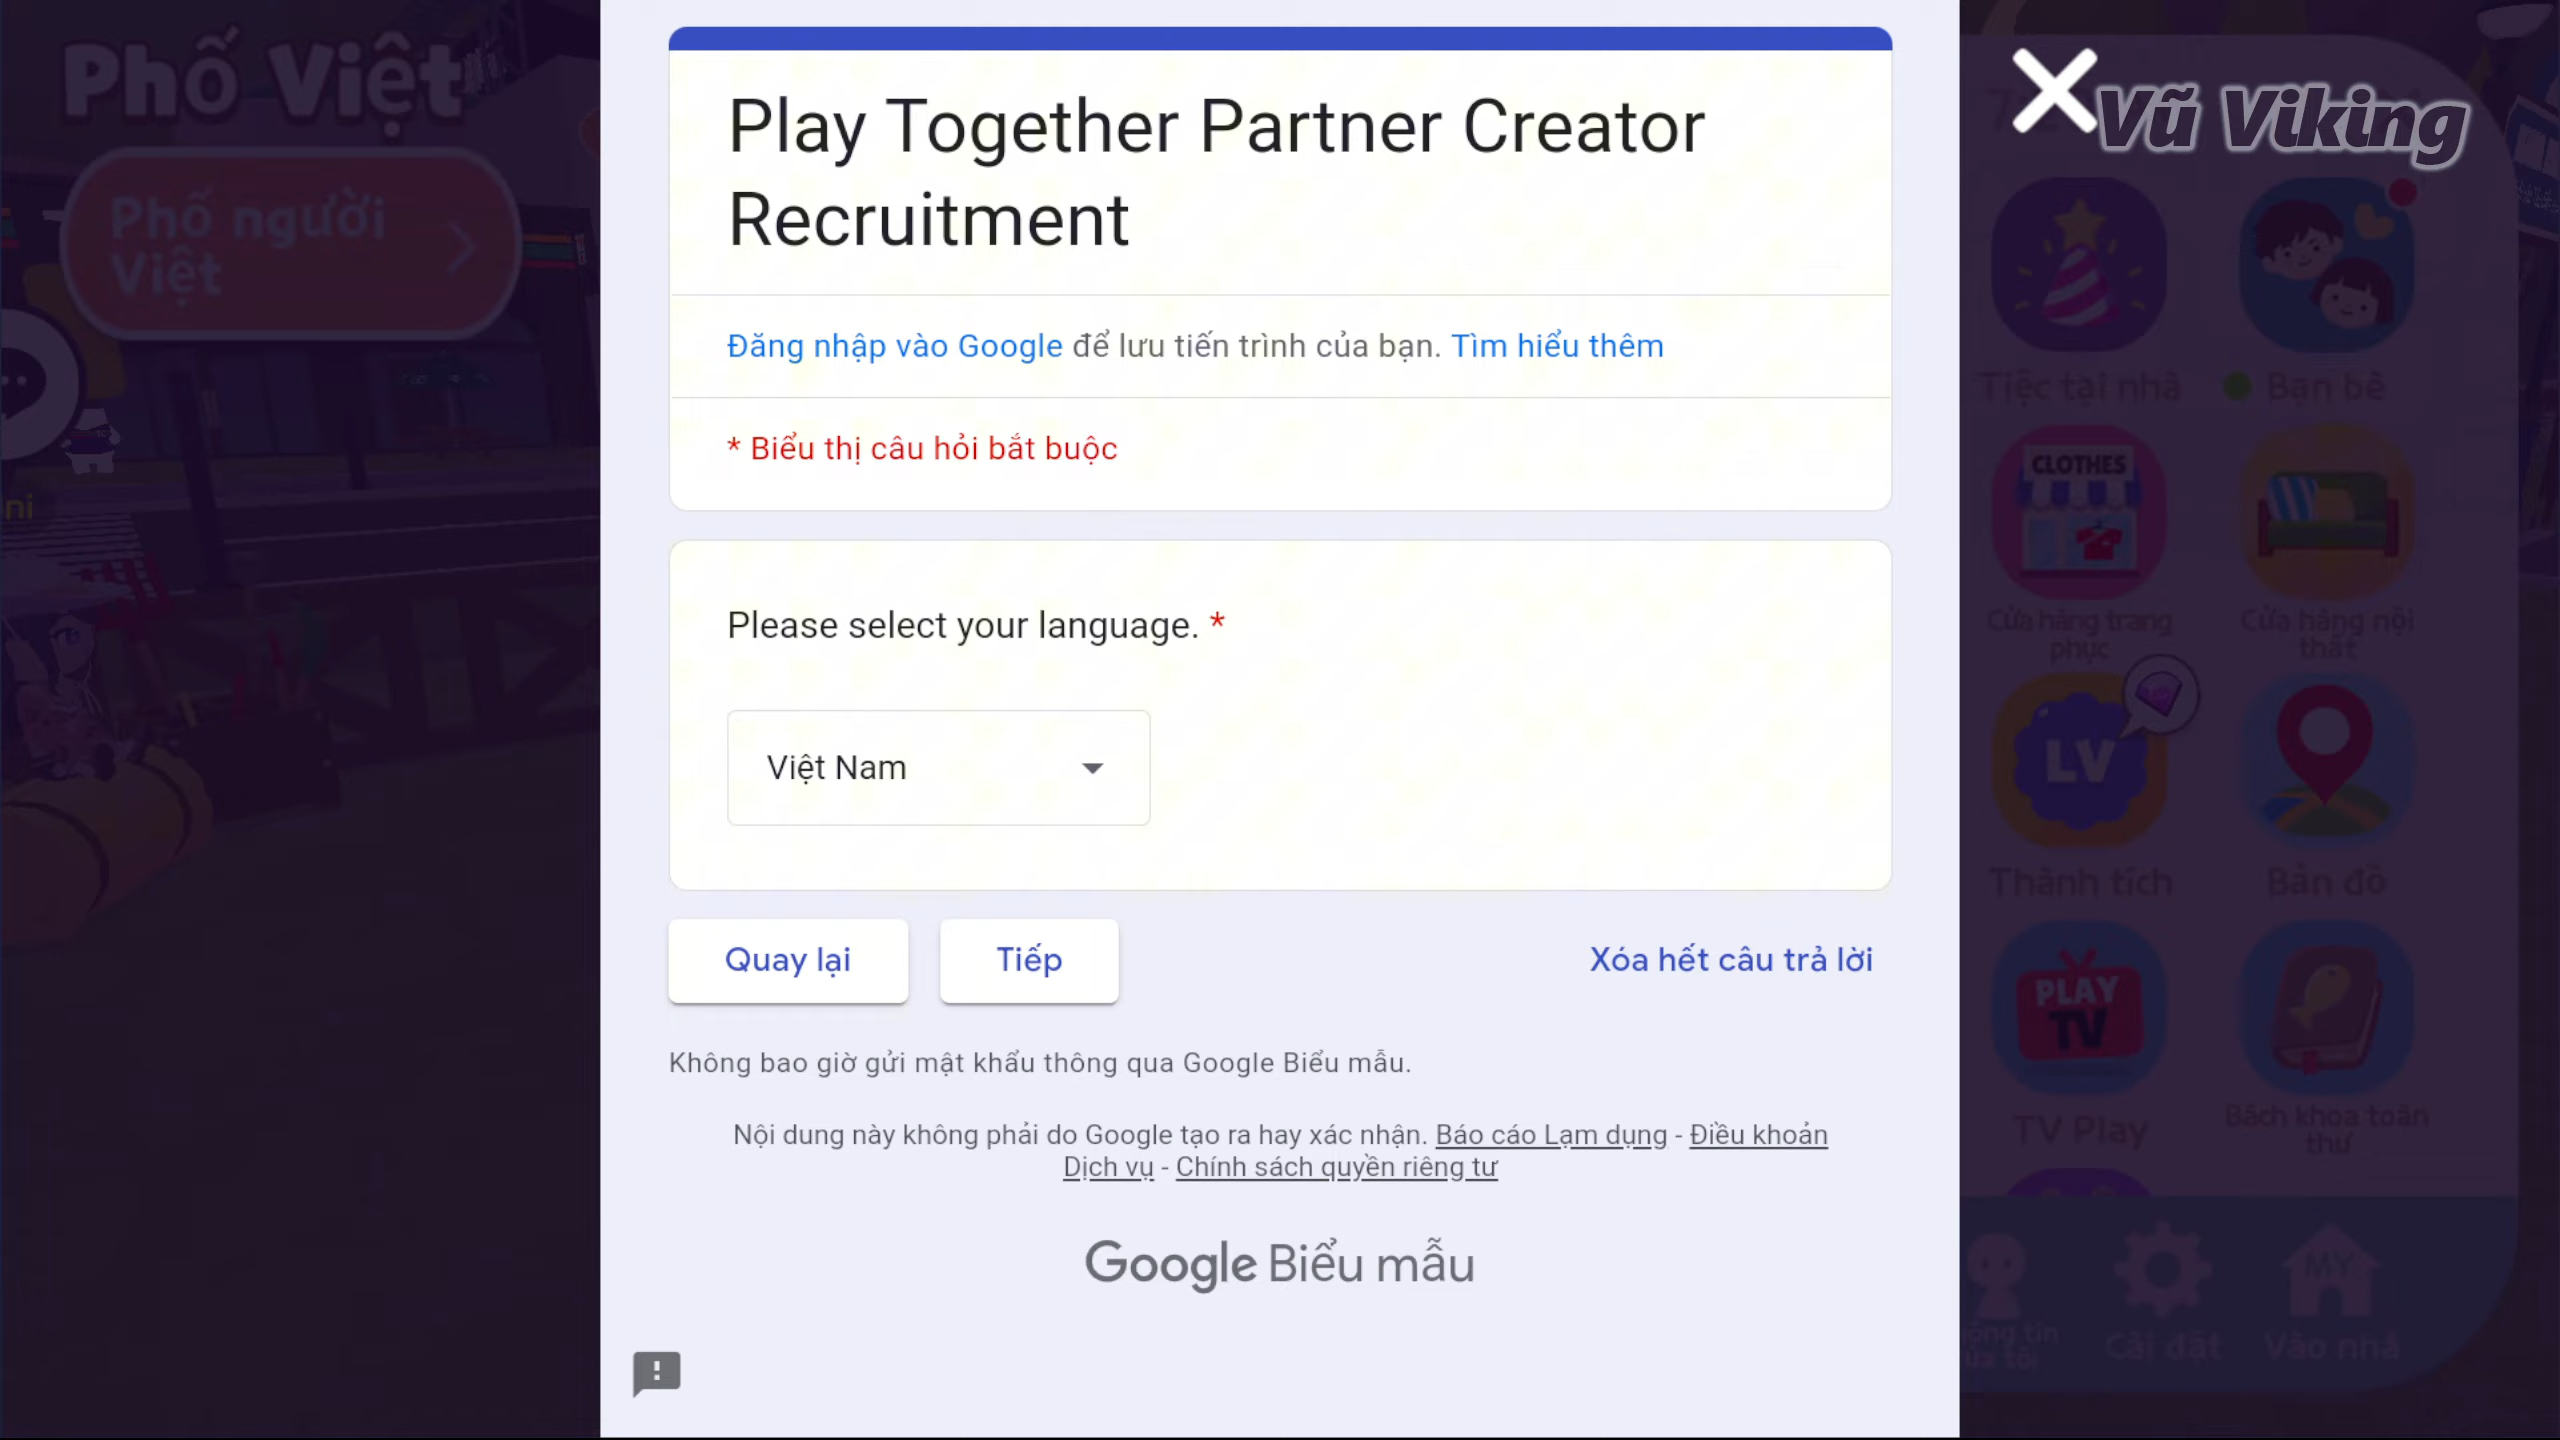 Phố Việt
Phố người
Việt
ni
Play Together Partner Creator
Recruitment
Đăng nhập vào Google để lưu tiến trình của bạn. Tìm hiểu thêm
* Biểu thị câu hỏi bắt buộc
Please select your language. *
Việt Nam
Quay lại
Tiếp
Xóa hết câu trả lời
Không bao giờ gửi mật khẩu thông qua Google Biểu mẫu.
Nội dung này không phải do Google tạo ra hay xác nhận. Báo cáo Lạm dụng - Điều khoản
Dịch vụ - Chính sách quyền riêng tư
Google Biểu mẫu
Vũ Viking
Tiệc tại nhà
Bạn bè
CLOTHES
Cửa hàng trang
phục
Cửa hàng nội
thất
LV
Thành tích
Bản đồ
PLAY
TV
TV Play
Bách khoa toàn
thư
MY
Cài đặt
Vào nhà